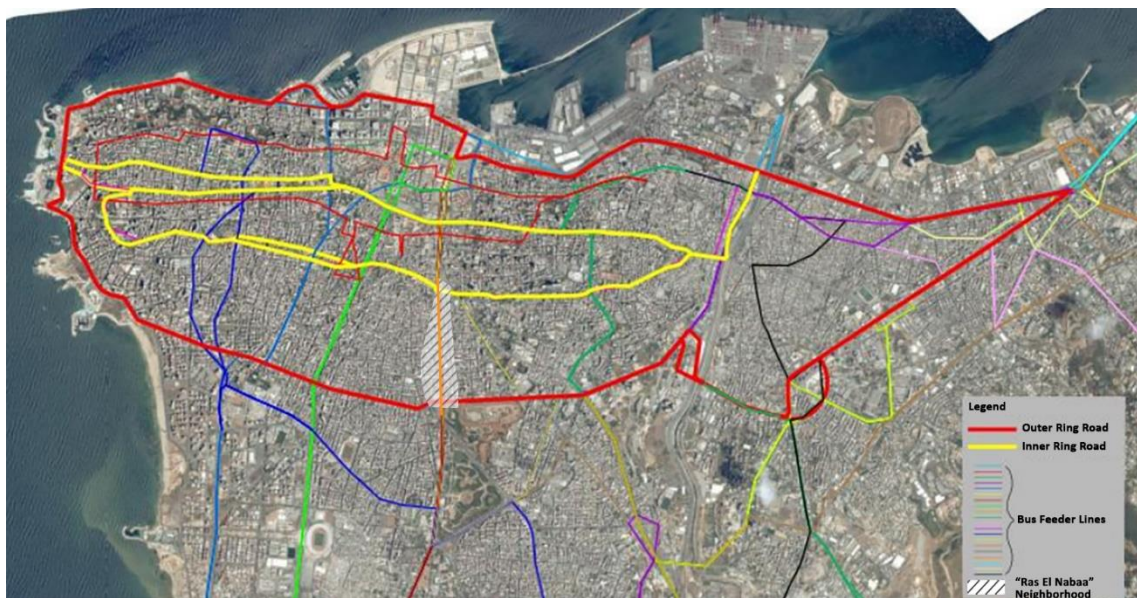 Legend
Outer Ring Road
Inner Ring Road
Bus Feeder Lines
"Ras El Nabaa"
Neighborhood